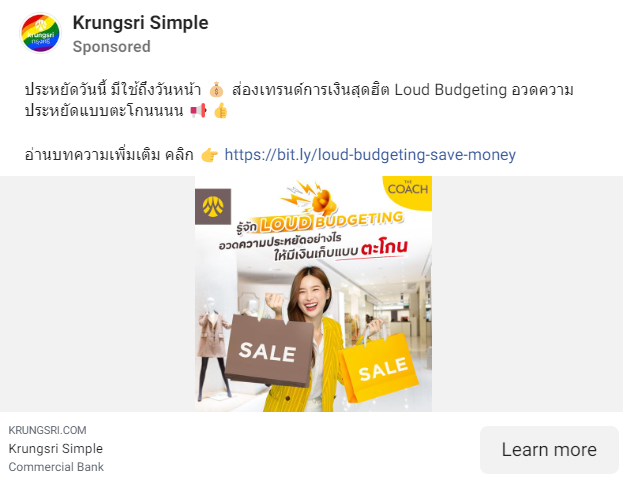 Krungsri Simple
Sponsored
ประหยัดวันนี้ มีใช้ถึงวันหน้า 💰 ส่องเทรนด์การเงินสุดฮิต Loud Budgeting อวดความ
ประหยัดแบบตะโกนนนน 📢 👍
อ่านบทความเพิ่มเติม คลิก 👉 https://bit.ly/loud-budgeting-save-money
THE
COACH
รู้จัก LOUD BUDGETING
อวดความประหยัดอย่างไร
ให้มีเงินเก็บแบบ ตะโกน
SALE
SALE
KRUNGSRI.COM
Krungsri Simple
Commercial Bank
Learn more